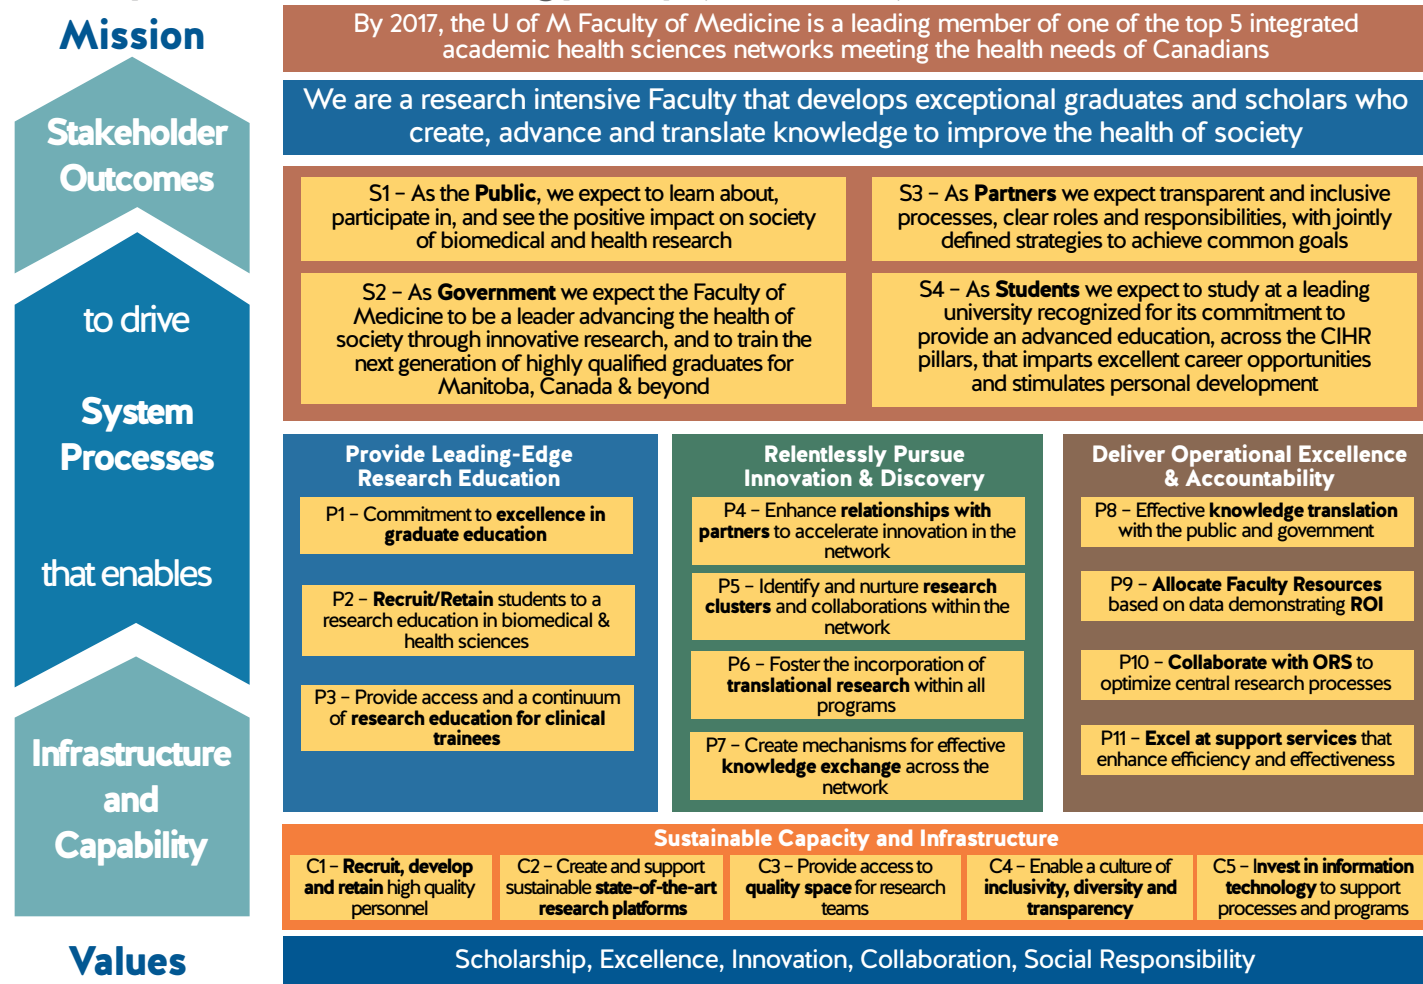 Mission
By 2017, the U of M Faculty of Medicine is a leading member of one of the top 5 integrated
academic health sciences networks meeting the health needs of Canadians
We are a research intensive Faculty that develops exceptional graduates and scholars who
create, advance and translate knowledge to improve the health of society
Stakeholder
Outcomes
S1 – As the Public, we expect to learn about,
participate in, and see the positive impact on society
of biomedical and health research
S3 – As Partners we expect transparent and inclusive
processes, clear roles and responsibilities, with jointly
defined strategies to achieve common goals
S2 – As Government we expect the Faculty of
Medicine to be a leader advancing the health of
society through innovative research, and to train the
next generation of highly qualified graduates for
Manitoba, Canada & beyond
S4 – As Students we expect to study at a leading
university recognized for its commitment to
provide an advanced education, across the CIHR
pillars, that imparts excellent career opportunities
and stimulates personal development
to drive
System
Processes
that enables
Provide Leading-Edge
Research Education
P1 – Commitment to excellence in
graduate education
P2 – Recruit/Retain students to a
research education in biomedical &
health sciences
P3 – Provide access and a continuum
of research education for clinical
trainees
Relentlessly Pursue
Innovation & Discovery
P4 – Enhance relationships with
partners to accelerate innovation in the
network
P5 – Identify and nurture research
clusters and collaborations within the
network
P6 – Foster the incorporation of
translational research within all
programs
P7 – Create mechanisms for effective
knowledge exchange across the
network
Deliver Operational Excellence
& Accountability
P8 – Effective knowledge translation
with the public and government
P9 – Allocate Faculty Resources
based on data demonstrating ROI
P10 – Collaborate with ORS to
optimize central research processes
P11 – Excel at support services that
enhance efficiency and effectiveness
Infrastructure
and
Capability
Sustainable Capacity and Infrastructure
C1 – Recruit, develop
and retain high quality
personnel
C2 – Create and support
sustainable state-of-the-art
research platforms
C3 – Provide access to
quality space for research
teams
C4 – Enable a culture of
inclusivity, diversity and
transparency
C5 – Invest in information
technology to support
processes and programs
Values
Scholarship, Excellence, Innovation, Collaboration, Social Responsibility